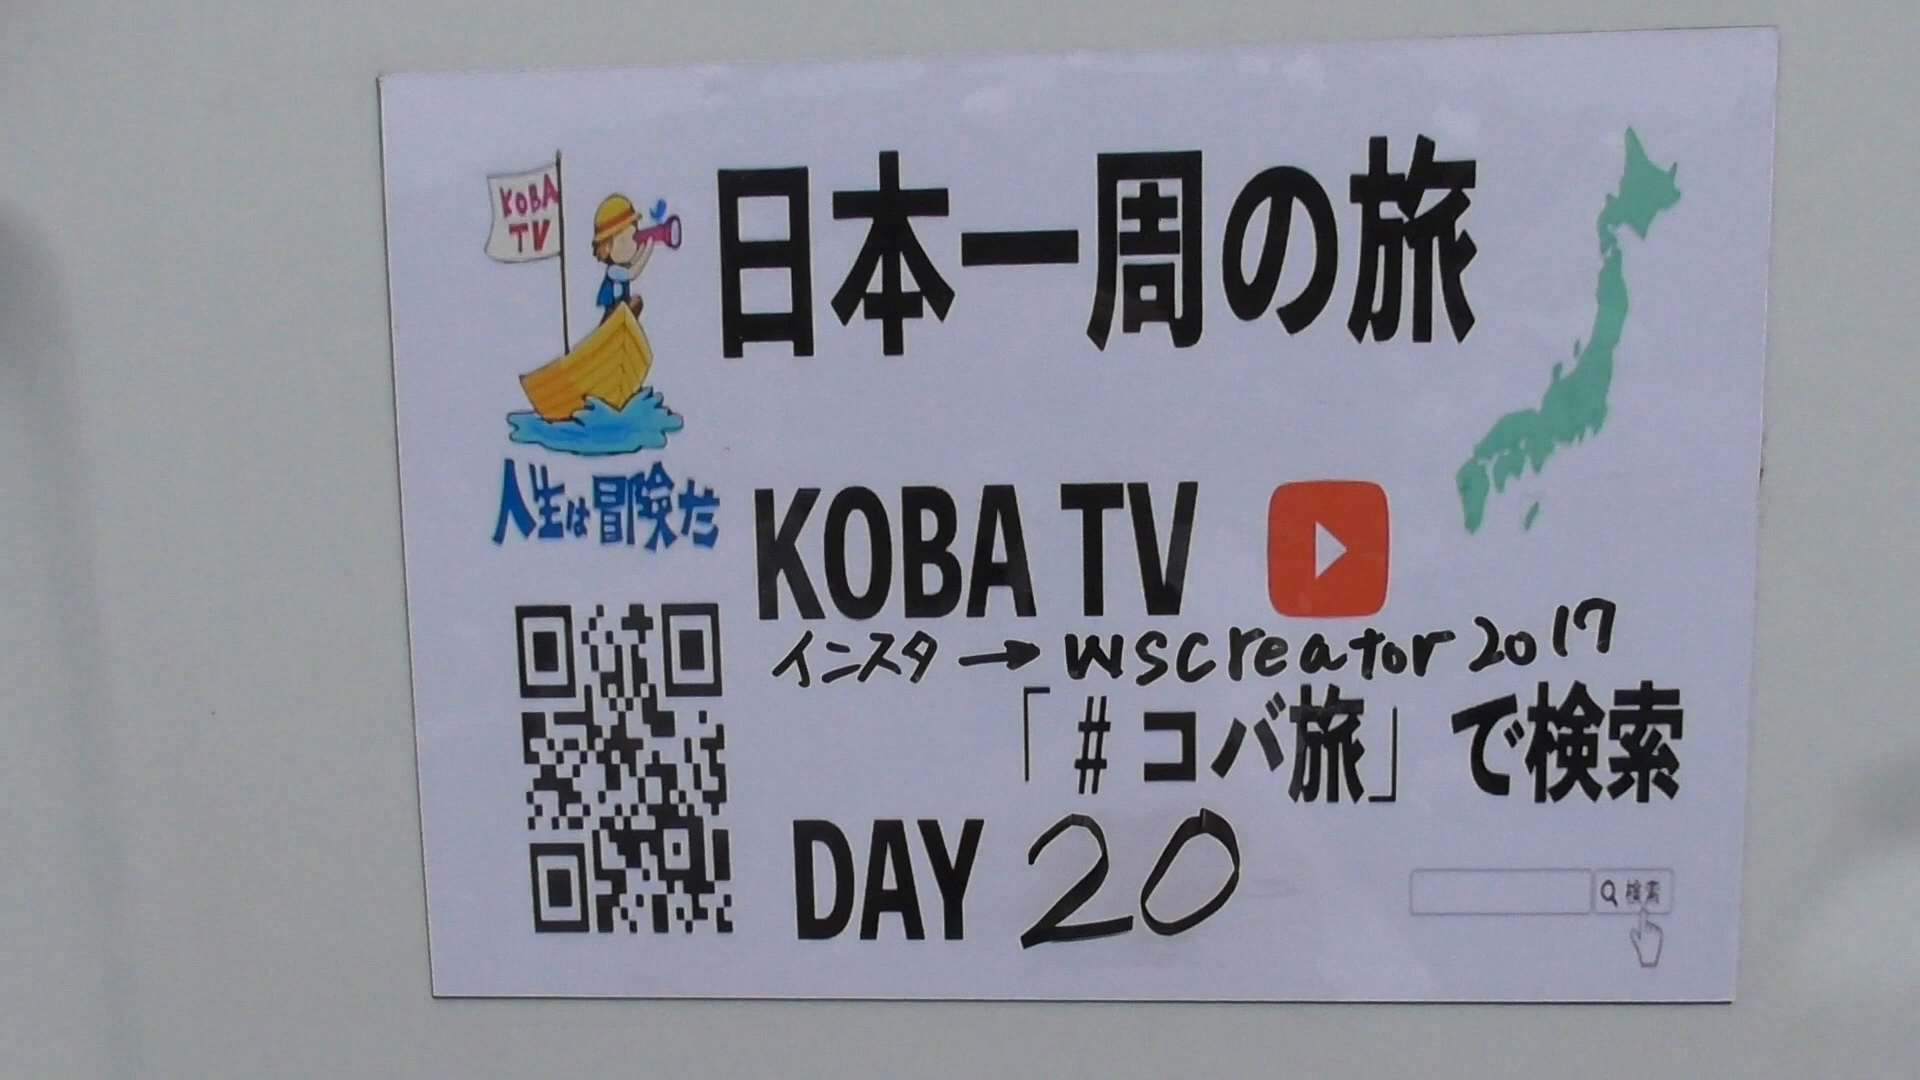 KOBA
TV
日本一周の旅
人生は冒険だ
KOBA TV
インスタ→wscreator2017
「#コバ旅」で検索
DAY 20
検索